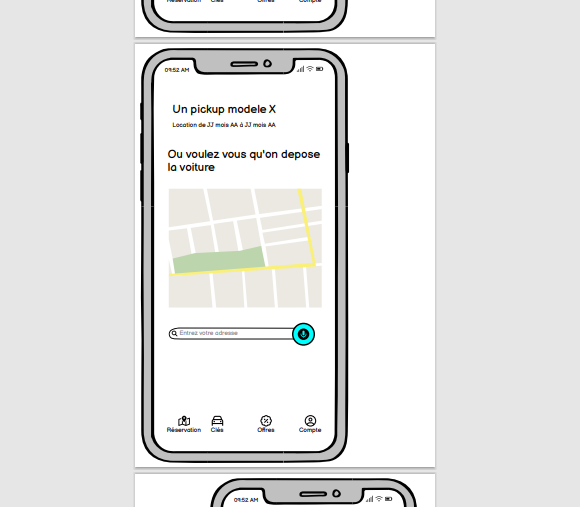 Réservation Clés Offres Compte
09:52 AM
Un pickup modele X
Location de JJ mois AA à JJ mois AA
Ou voulez vous qu'on depose
la voiture
Entrez votre adresse
Réservation Clés Offres Compte
09:52 AM